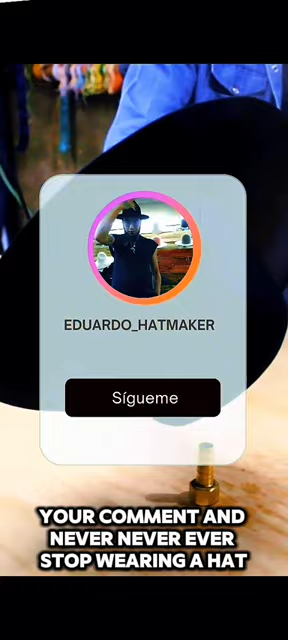 EDUARDO_HATMAKER
Sígueme
YOUR COMMENT AND
NEVER NEVER EVER
STOP WEARING A HAT